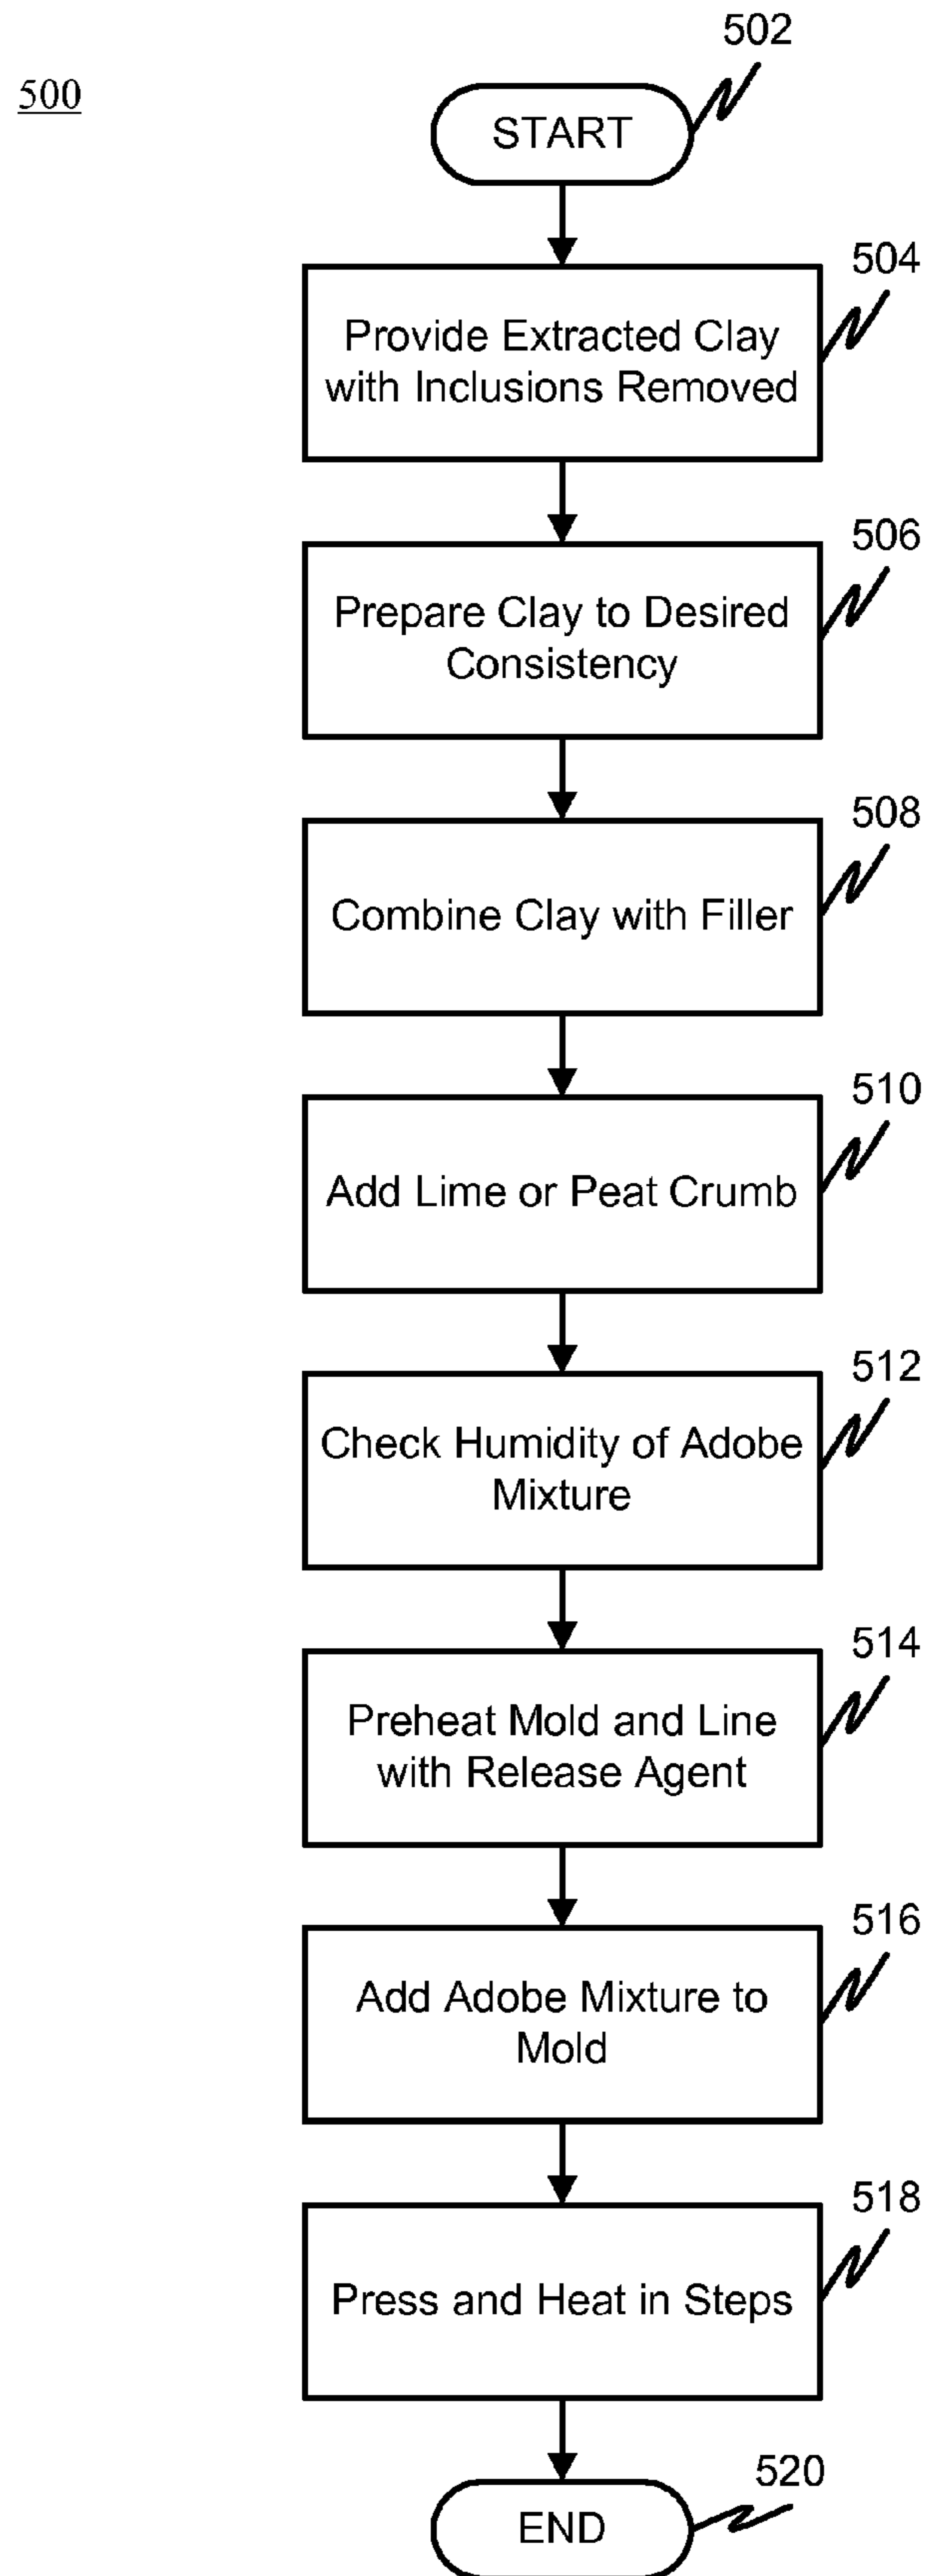 500
502
START
504
Provide Extracted Clay
with Inclusions Removed
506
Prepare Clay to Desired
Consistency
508
Combine Clay with Filler
510
Add Lime or Peat Crumb
512
Check Humidity of Adobe
Mixture
514
Preheat Mold and Line
with Release Agent
516
Add Adobe Mixture to
Mold
518
Press and Heat in Steps
520
END